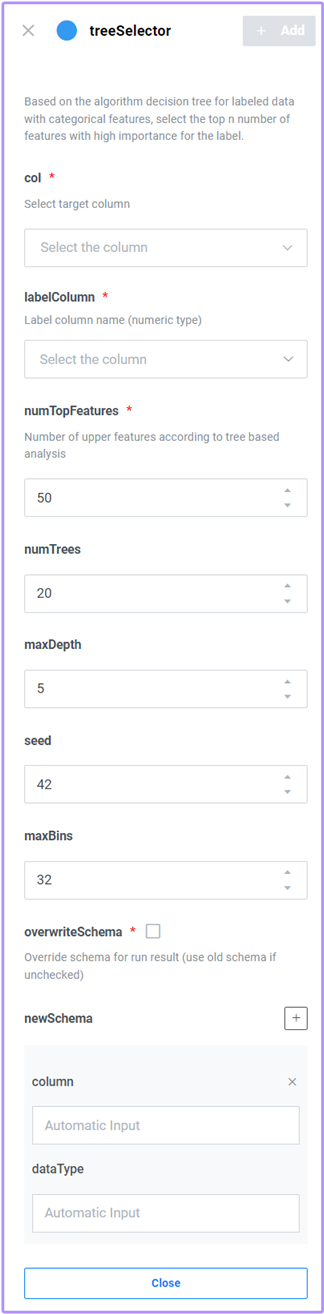 treeSelector
+ Add
Based on the algorithm decision tree for labeled data
with categorical features, select the top n number of
features with high importance for the label.
col *
Select target column
Select the column
labelColumn *
Label column name (numeric type)
Select the column
numTopFeatures *
Number of upper features according to tree based
analysis
50
numTrees
20
maxDepth
5
seed
42
maxBins
32
overwriteSchema *
Override schema for run result (use old schema if
unchecked)
newSchema
column
Automatic Input
dataType
Automatic Input
Close